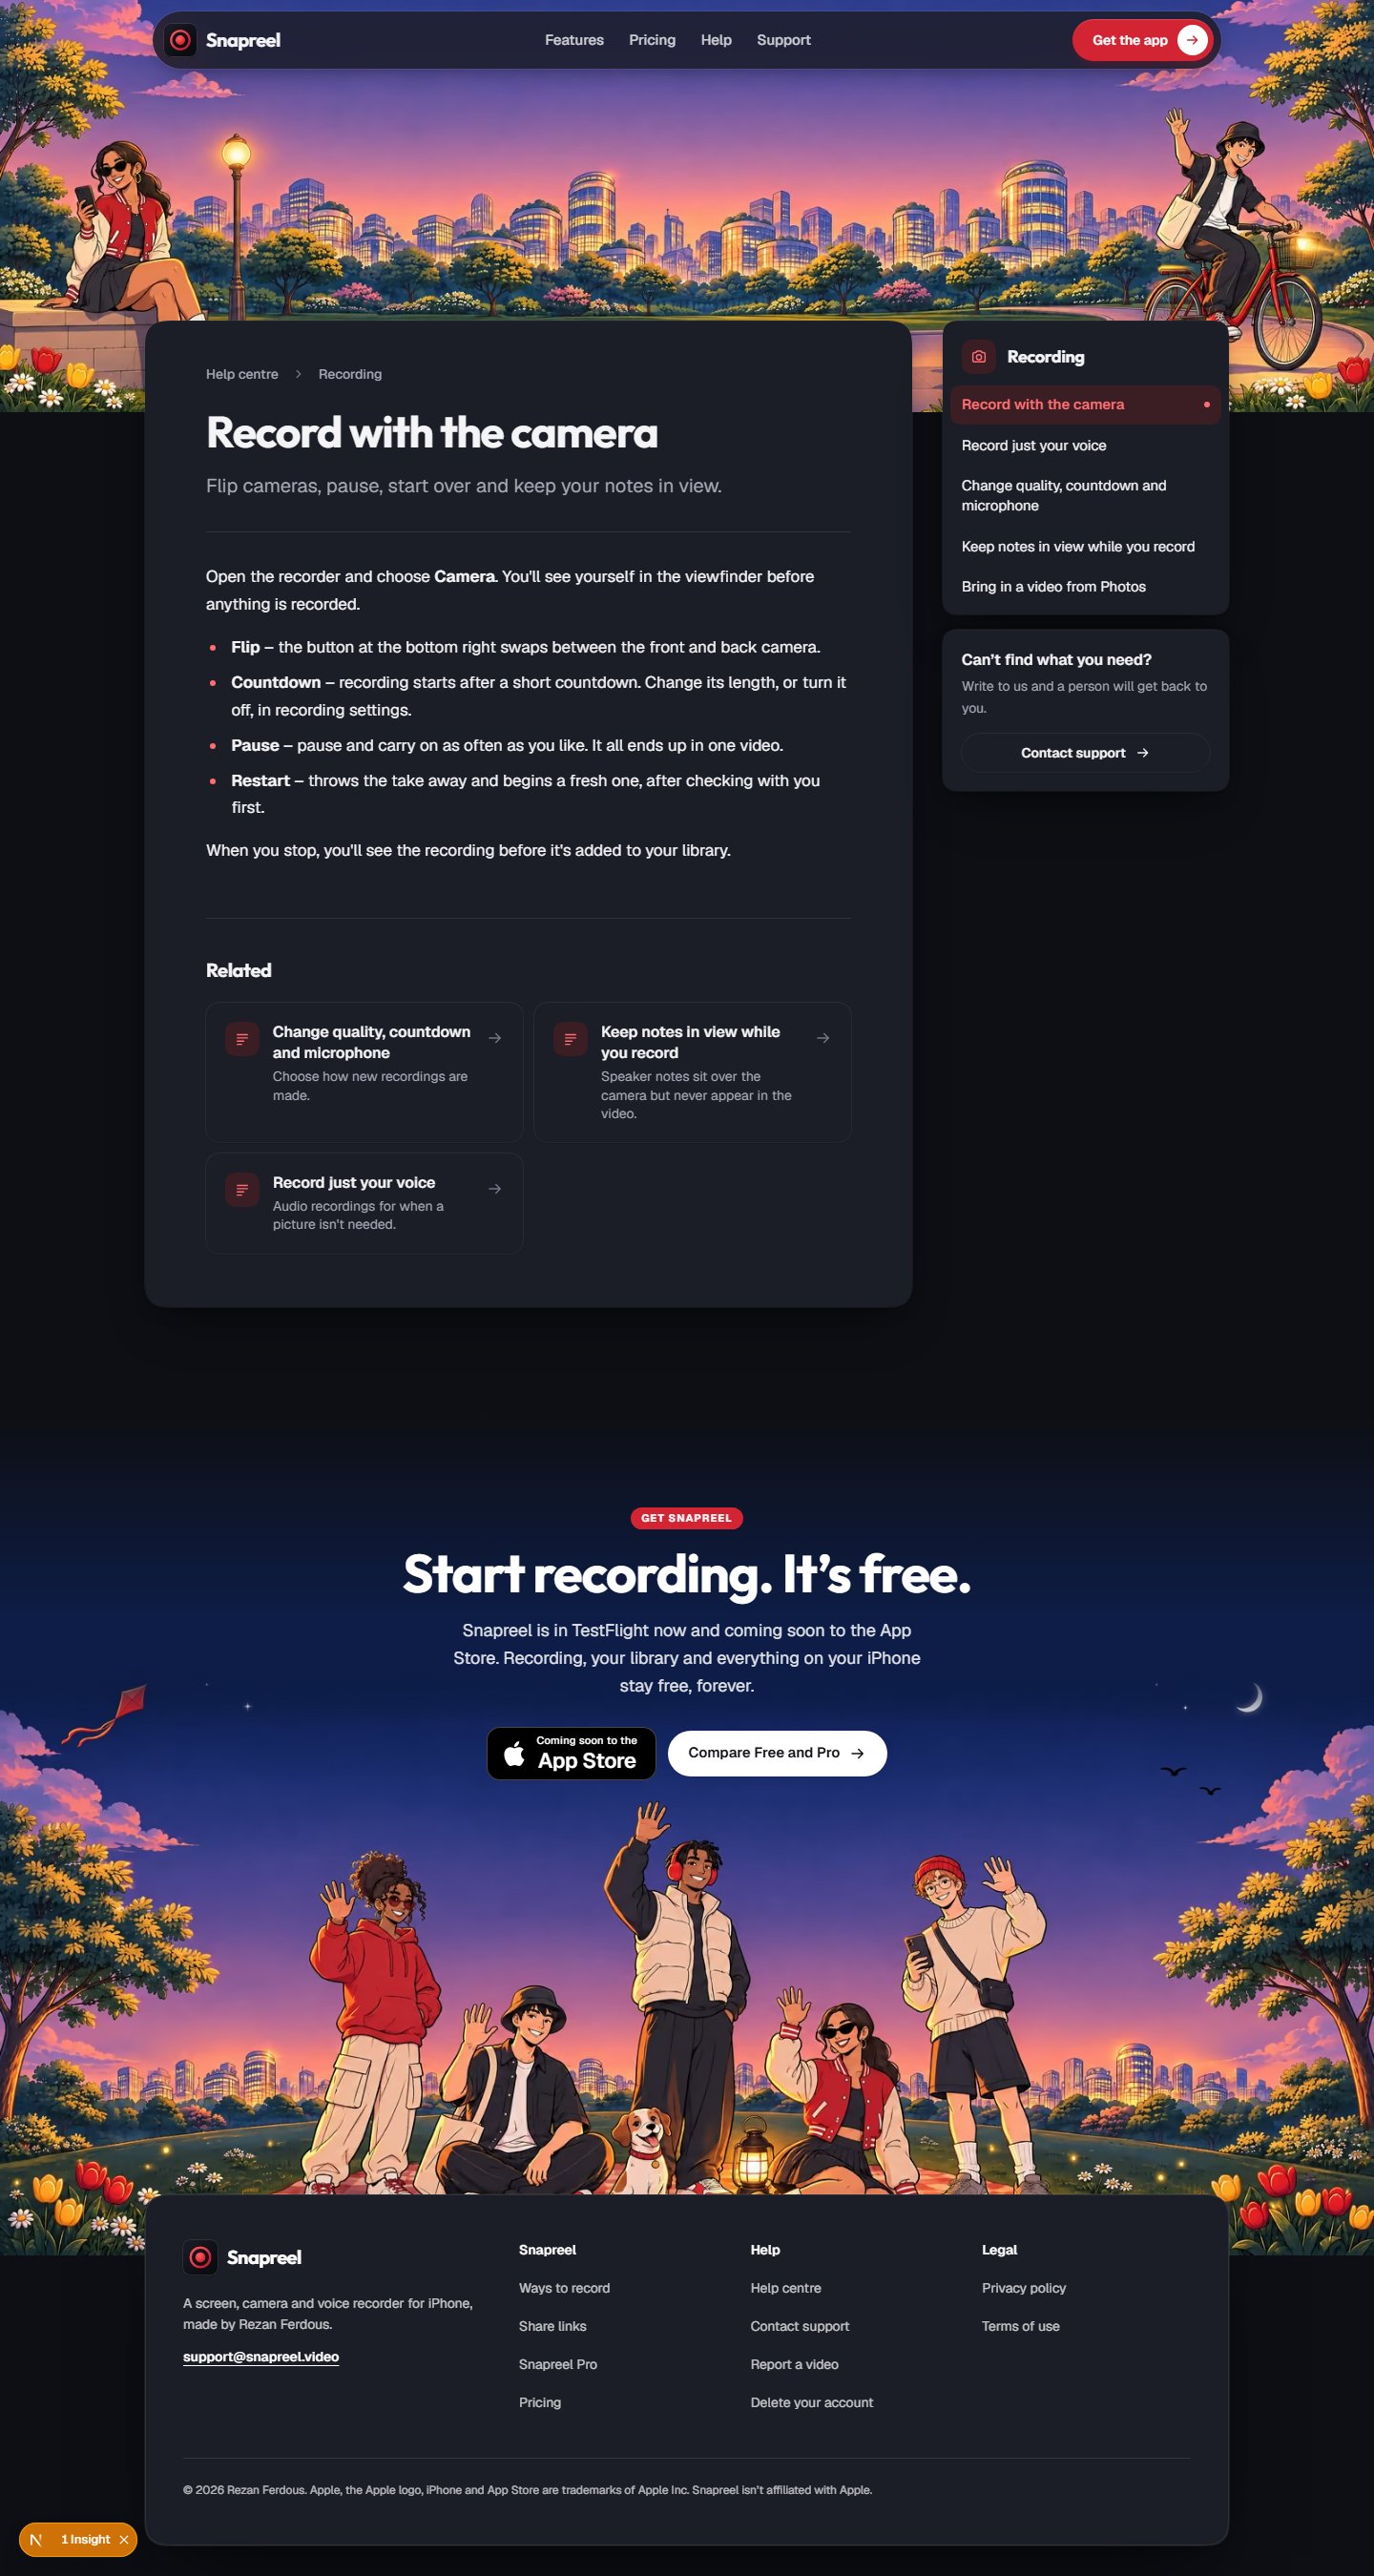 Snapreel
Features
Pricing
Help
Support
Get the app
Help centre
Recording
Record with the camera
Flip cameras, pause, start over and keep your notes in view.
Open the recorder and choose Camera. You'll see yourself in the viewfinder before
anything is recorded.
Flip – the button at the bottom right swaps between the front and back camera.
Countdown – recording starts after a short countdown. Change its length, or turn it
off, in recording settings.
Pause – pause and carry on as often as you like. It all ends up in one video.
Restart – throws the take away and begins a fresh one, after checking with you
first.
When you stop, you'll see the recording before it's added to your library.
Related
Change quality, countdown
and microphone
Choose how new recordings are
made.
Keep notes in view while
you record
Speaker notes sit over the
camera but never appear in the
video.
Record just your voice
Audio recordings for when a
picture isn't needed.
Recording
Record with the camera
Record just your voice
Change quality, countdown and
microphone
Keep notes in view while you record
Bring in a video from Photos
Can't find what you need?
Write to us and a person will get back to
you.
Contact support
GET SNAPREEL
Start recording. It's free.
Snapreel is in TestFlight now and coming soon to the App
Store. Recording, your library and everything on your iPhone
stay free, forever.
Coming soon to the
App Store
Compare Free and Pro
Snapreel
A screen, camera and voice recorder for iPhone,
made by Rezan Ferdous.
support@snapreel.video
Snapreel
Ways to record
Share links
Snapreel Pro
Pricing
Help
Help centre
Contact support
Report a video
Delete your account
Legal
Privacy policy
Terms of use
© 2026 Rezan Ferdous. Apple, the Apple logo, iPhone and App Store are trademarks of Apple Inc. Snapreel isn't affiliated with Apple.
1 Insight